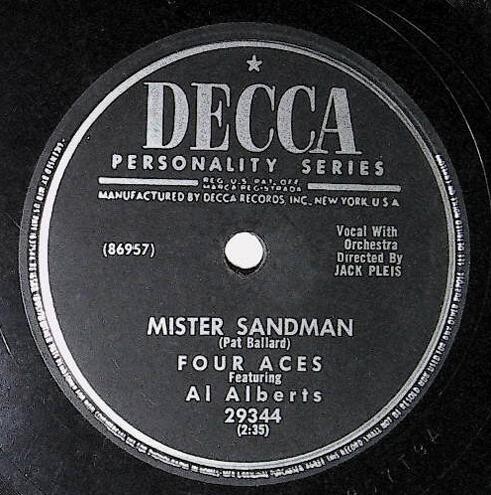 DECCA
PERSONALITY SERIES
REG. U.S. PAT. OFF.
MARCA REGISTRADA
MANUFACTURED BY DECCA RECORDS, INC., NEW YORK U S A
(86957)
Vocal With
Orchestra
Directed By
JACK PLEIS
MISTER SANDMAN
(Pat Ballard)
FOUR ACES
Featuring
Al Alberts
29344
(2:35)